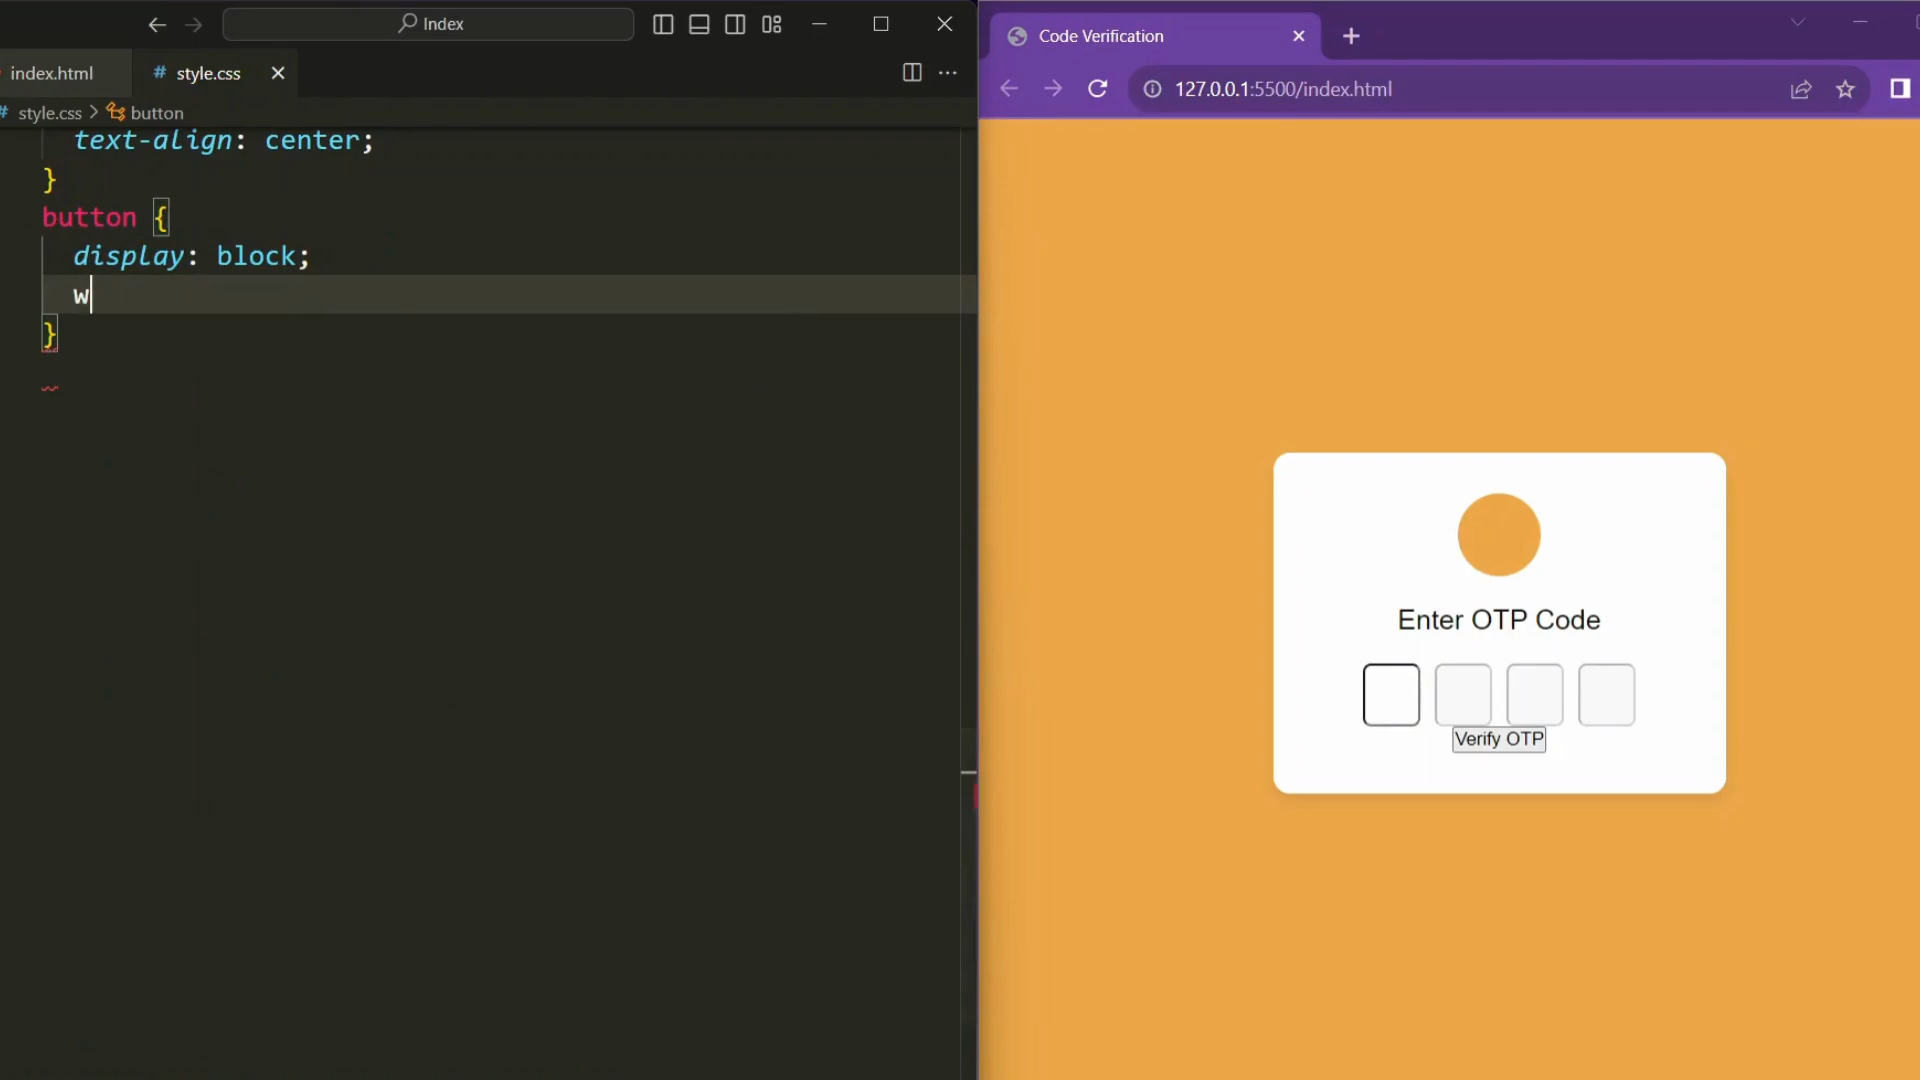 Index
index.html
# style.css
# style.css > button
text-align: center;
}
button {
display: block;
w
}
Code Verification
127.0.0.1:5500/index.html
Enter OTP Code
Verify OTP